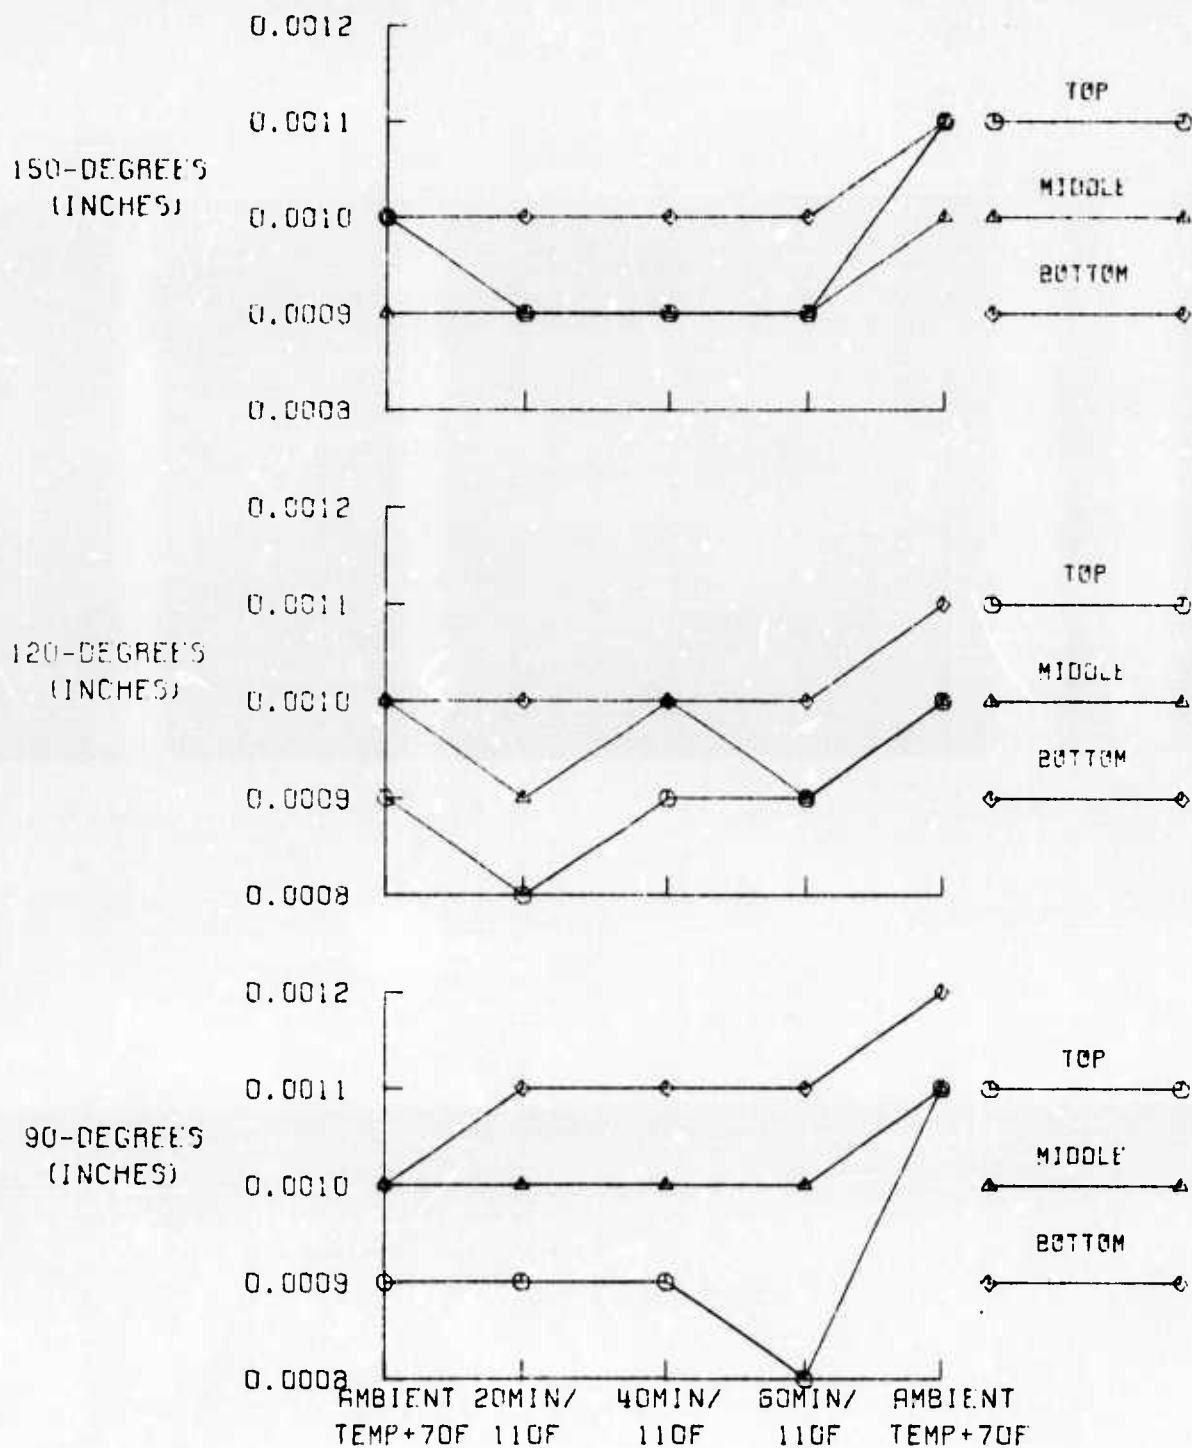 0.0012
TOP
0.0011
150-DEGREES
(INCHES)
MIDDLE
0.0010
BOTTOM
0.0009
0.0008
0.0012
TOP
0.0011
120-DEGREES
(INCHES)
MIDDLE
0.0010
BOTTOM
0.0009
0.0008
0.0012
TOP
0.0011
90-DEGREES
(INCHES)
MIDDLE
0.0010
BOTTOM
0.0009
0.0008
AMBIENT 20MIN/ 40MIN/ 60MIN/ AMBIENT
TEMP+70F 110F 110F 110F TEMP+70F